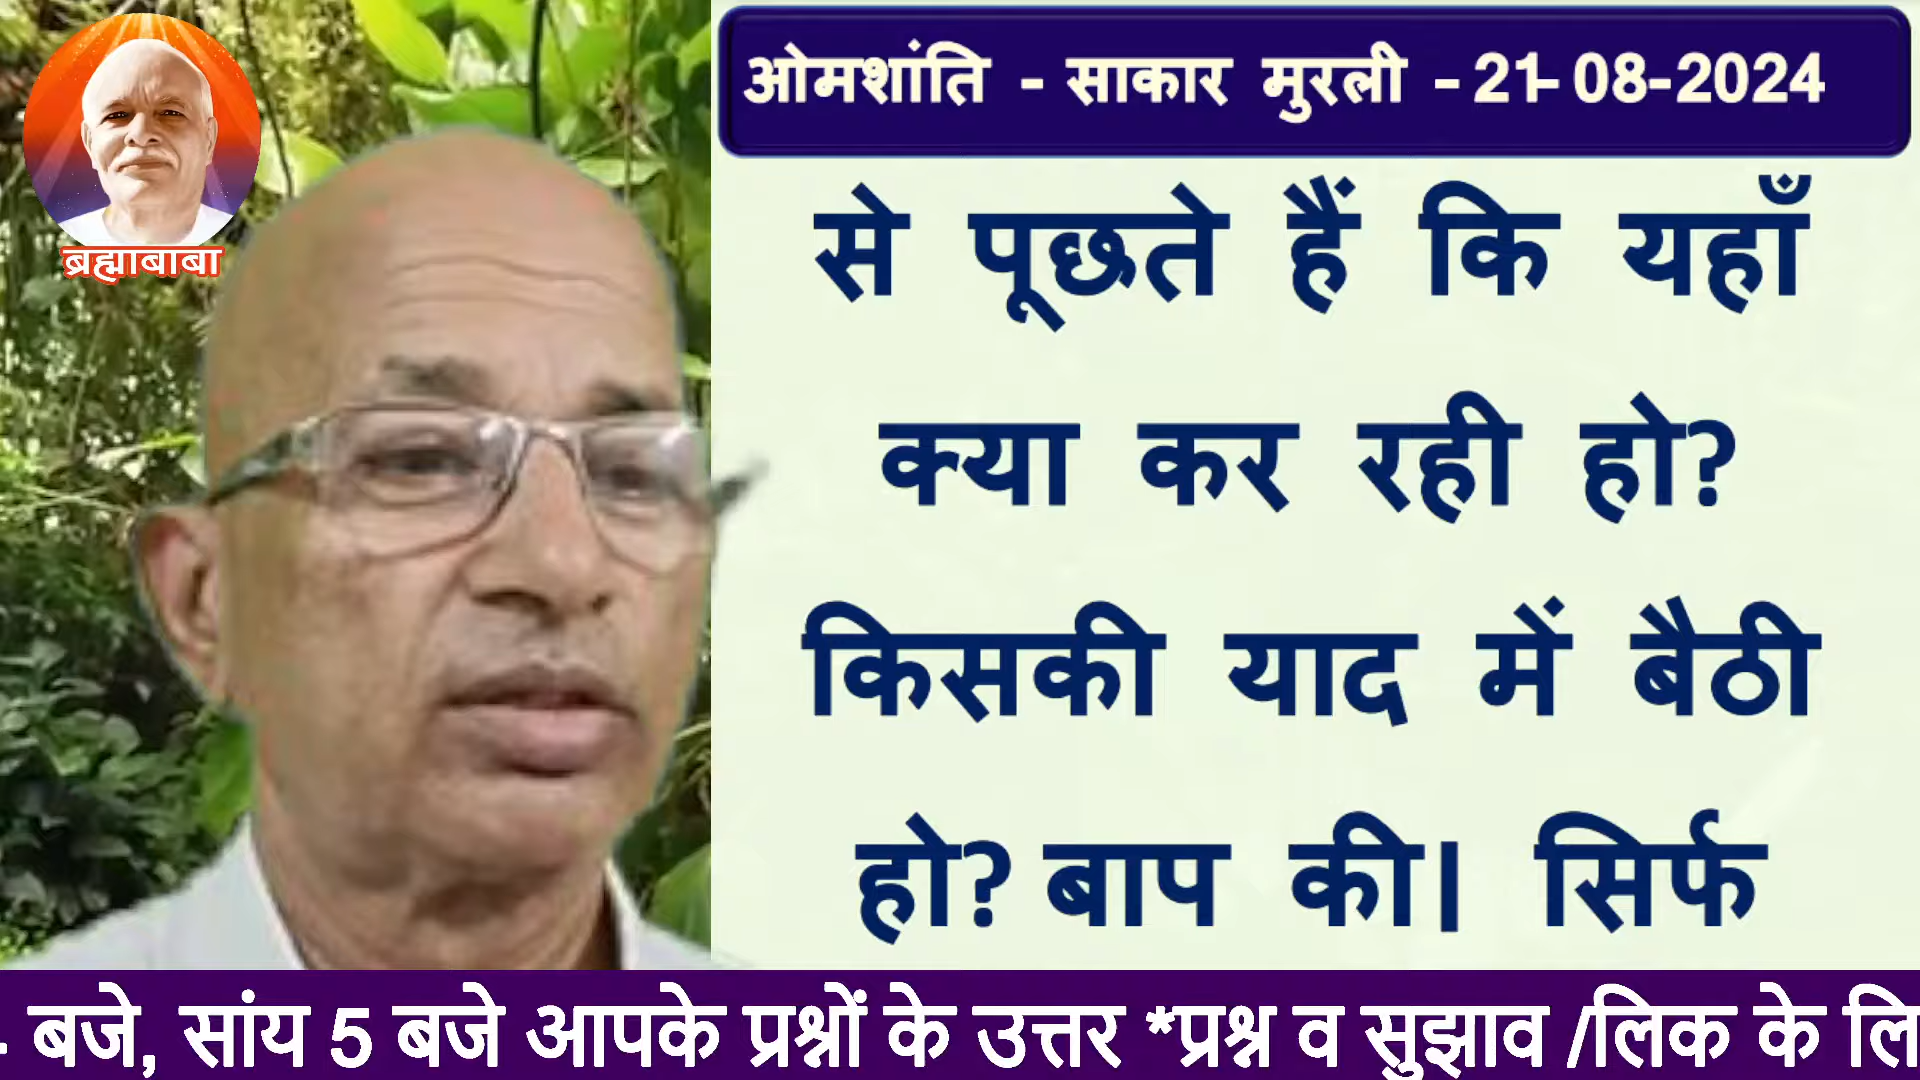 ब्रह्माबाबा
ओमशांति - साकार मुरली - 21- 08-2024
से पूछते हैं कि यहाँ
क्या कर रही हो?
किसकी याद में बैठी
हो? बाप की। सिर्फ
बजे, सांय 5 बजे आपके प्रश्नों के उत्तर *प्रश्न व सुझाव /लिंक के लि